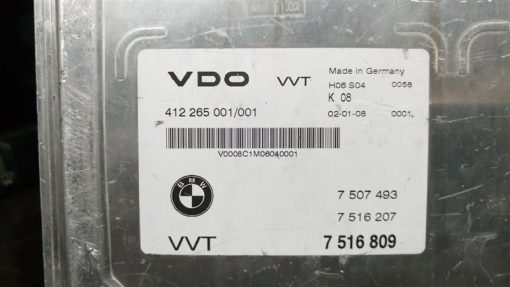 VDO VVT Made in Germany
H06 S04 0058
K 08
412 265 001/001 02-01-08 0001
V0008C1M06040001
BMW
7 507 493
7 516 207
VVT 7 516 809